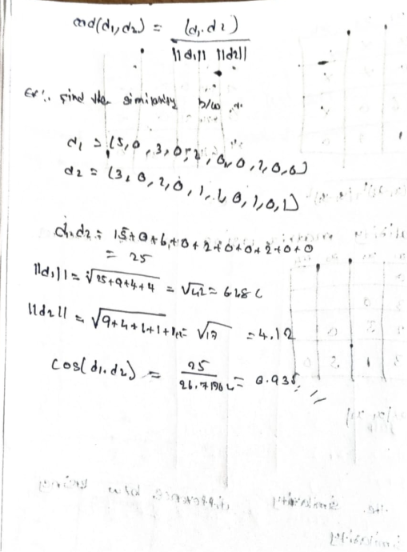 cos(d₁,d₂) = (d₁.d₂)
||d₁|| ||d₂||
Ex:. Find the similarity b/w
d₁ = (5,0,3,0,2,0,0,2,0,0)
d₂ = (3,0,2,0,1,1,0,1,0,1)
d₁.d₂ = 15+0+6+0+2+0+0+2+0+0
= 25
||d₁|| = √25+9+4+4 = √42 = 6.48
||d₂|| = √9+4+1+1+1+1 = √17 = 4.12
cos(d₁.d₂) = 25 / 26.7 = 0.935